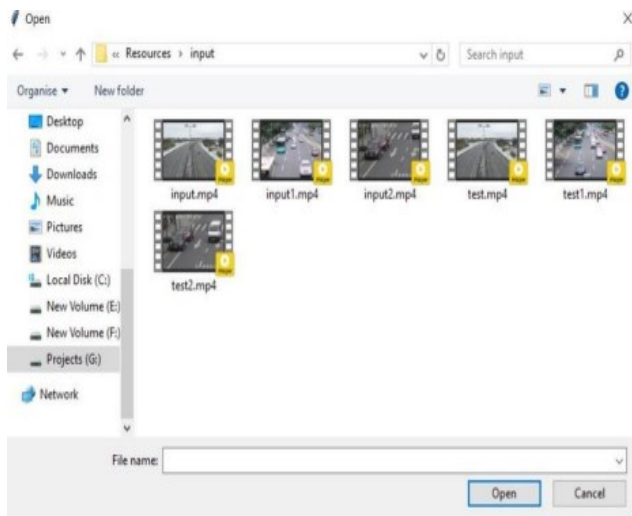 Open
« Resources › input
Search input
Organise
New folder
Desktop
Documents
Downloads
Music
Pictures
Videos
Local Disk (C:)
New Volume (E:)
New Volume (F:)
Projects (G:)
Network
input.mp4
input1.mp4
input2.mp4
test.mp4
test1.mp4
test2.mp4
File name:
Open
Cancel